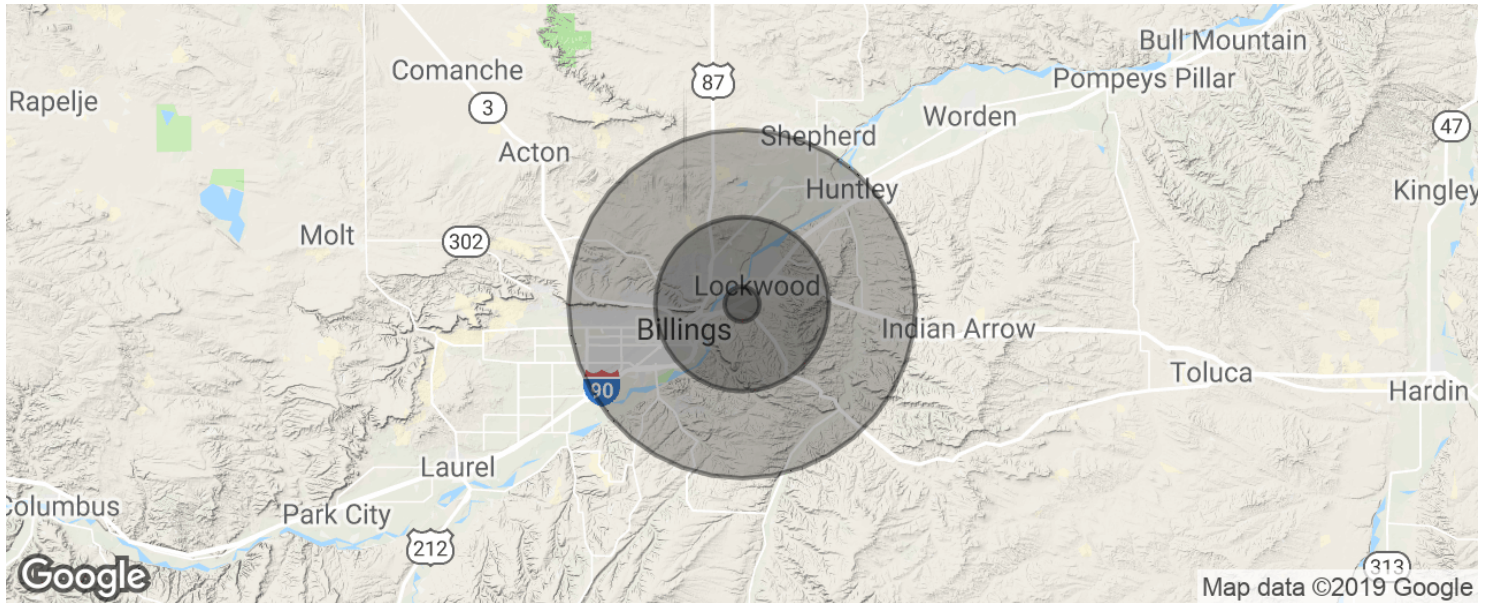 Bull Mountain
Comanche
87
Pompeys Pillar
Rapelje
3
Worden
47
Shepherd
Acton
Huntley
Kingley
Molt
302
Lockwood
Billings
Indian Arrow
Toluca
90
Hardin
Laurel
Columbus
Park City
212
313
Google
Map data ©2019 Google